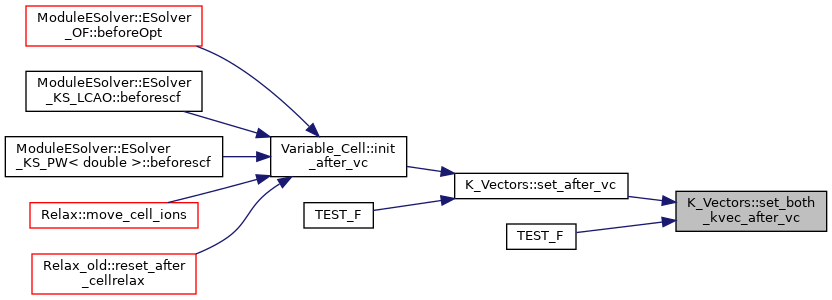 ModuleESolver::ESolver
_OF::beforeOpt
ModuleESolver::ESolver
_KS_LCAO::beforescf
ModuleESolver::ESolver
_KS_PW< double >::beforescf
Relax::move_cell_ions
Relax_old::reset_after
_cellrelax
Variable_Cell::init
_after_vc
TEST_F
K_Vectors::set_after_vc
TEST_F
K_Vectors::set_both
_kvec_after_vc